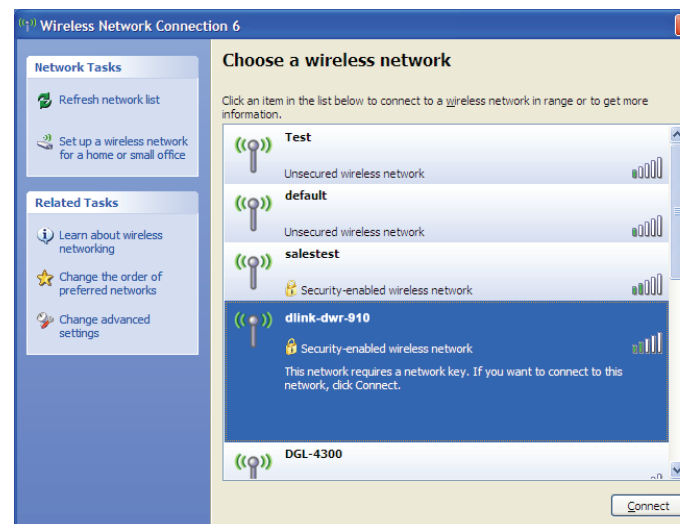 Wireless Network Connection 6
Network Tasks
Refresh network list
Set up a wireless network
for a home or small office
Related Tasks
Learn about wireless
networking
Change the order of
preferred networks
Change advanced
settings
Choose a wireless network
Click an item in the list below to connect to a wireless network in range or to get more
information.
Test
Unsecured wireless network
default
Unsecured wireless network
salestest
Security-enabled wireless network
dlink-dwr-910
Security-enabled wireless network
This network requires a network key. If you want to connect to this
network, click Connect.
DGL-4300
Connect